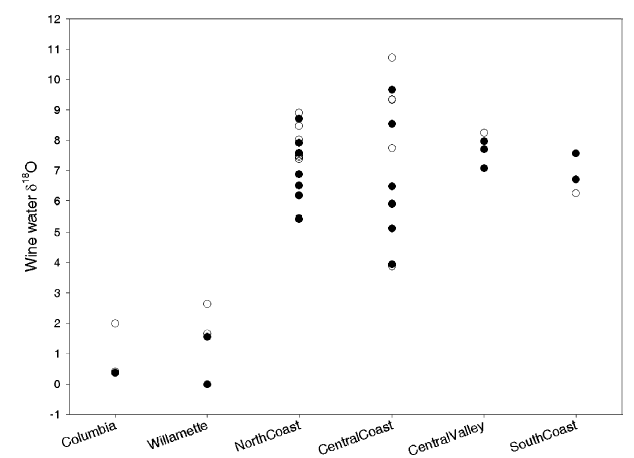 12
11
10
9
8
7
6
5
4
3
2
1
0
-1
Wine water δ¹⁸O
Columbia
Willamette
NorthCoast
CentralCoast
CentralValley
SouthCoast